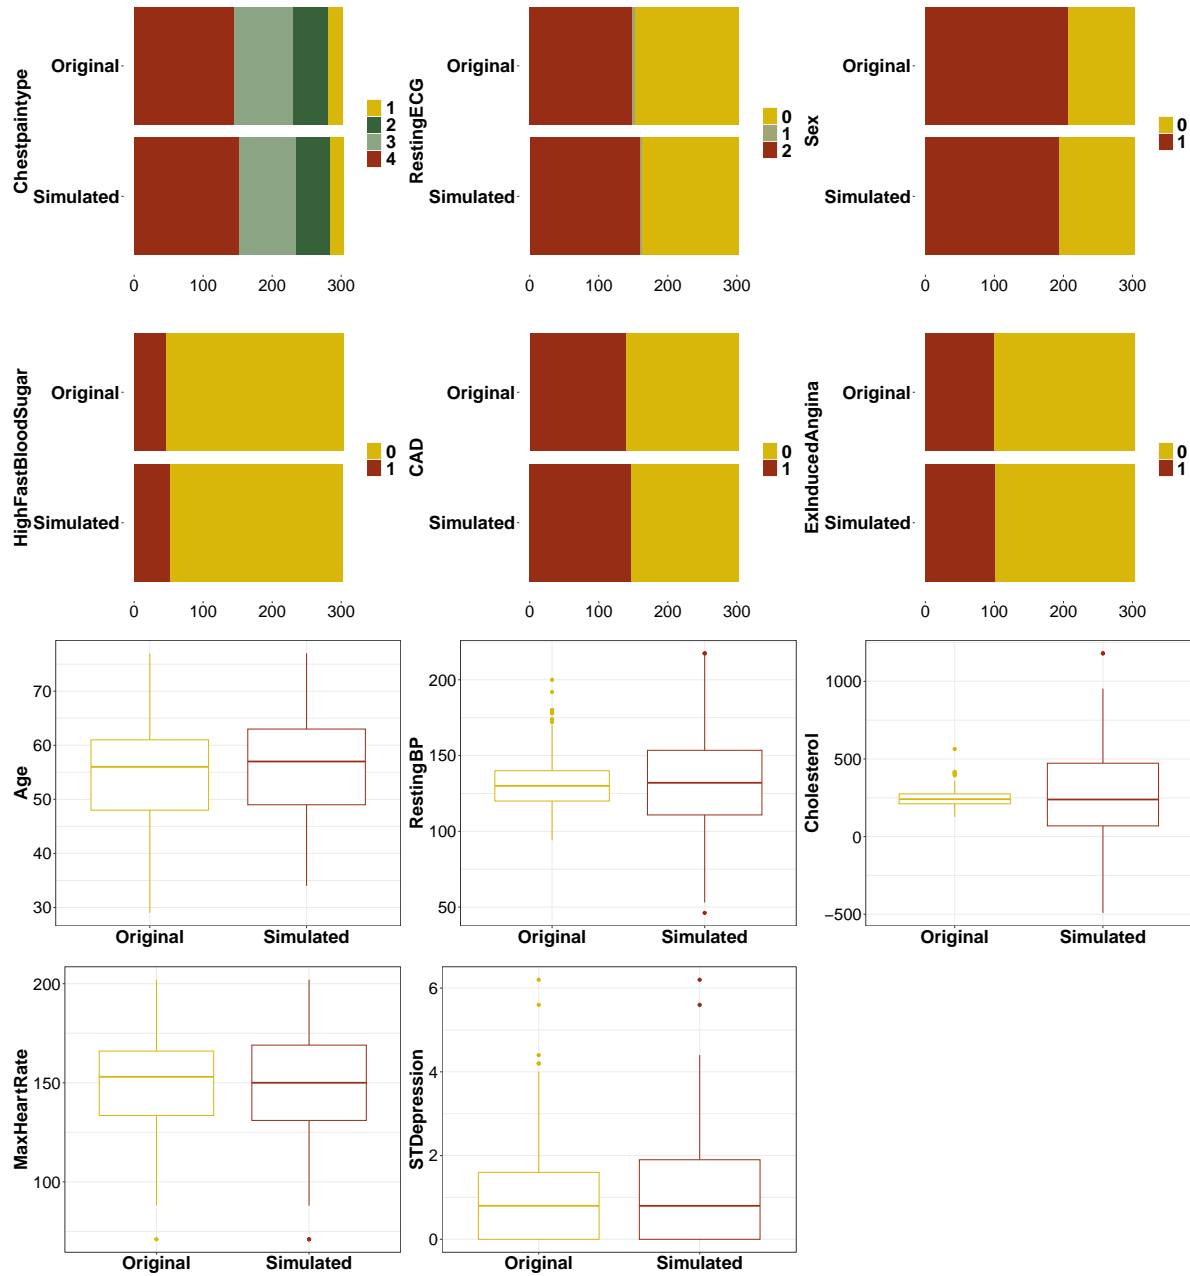 Chestpaintype
Original
Simulated
0 100 200 300
1
2
3
4
RestingECG
Original
Simulated
0 100 200 300
0
1
2
Sex
Original
Simulated
0 100 200 300
0
1
HighFastBloodSugar
Original
Simulated
0 100 200 300
0
1
CAD
Original
Simulated
0 100 200 300
0
1
ExInducedAngina
Original
Simulated
0 100 200 300
0
1
Age
70
60
50
40
30
Original Simulated
RestingBP
200
150
100
50
Original Simulated
Cholesterol
1000
500
0
−500
Original Simulated
MaxHeartRate
200
150
100
Original Simulated
STDepression
6
4
2
0
Original Simulated